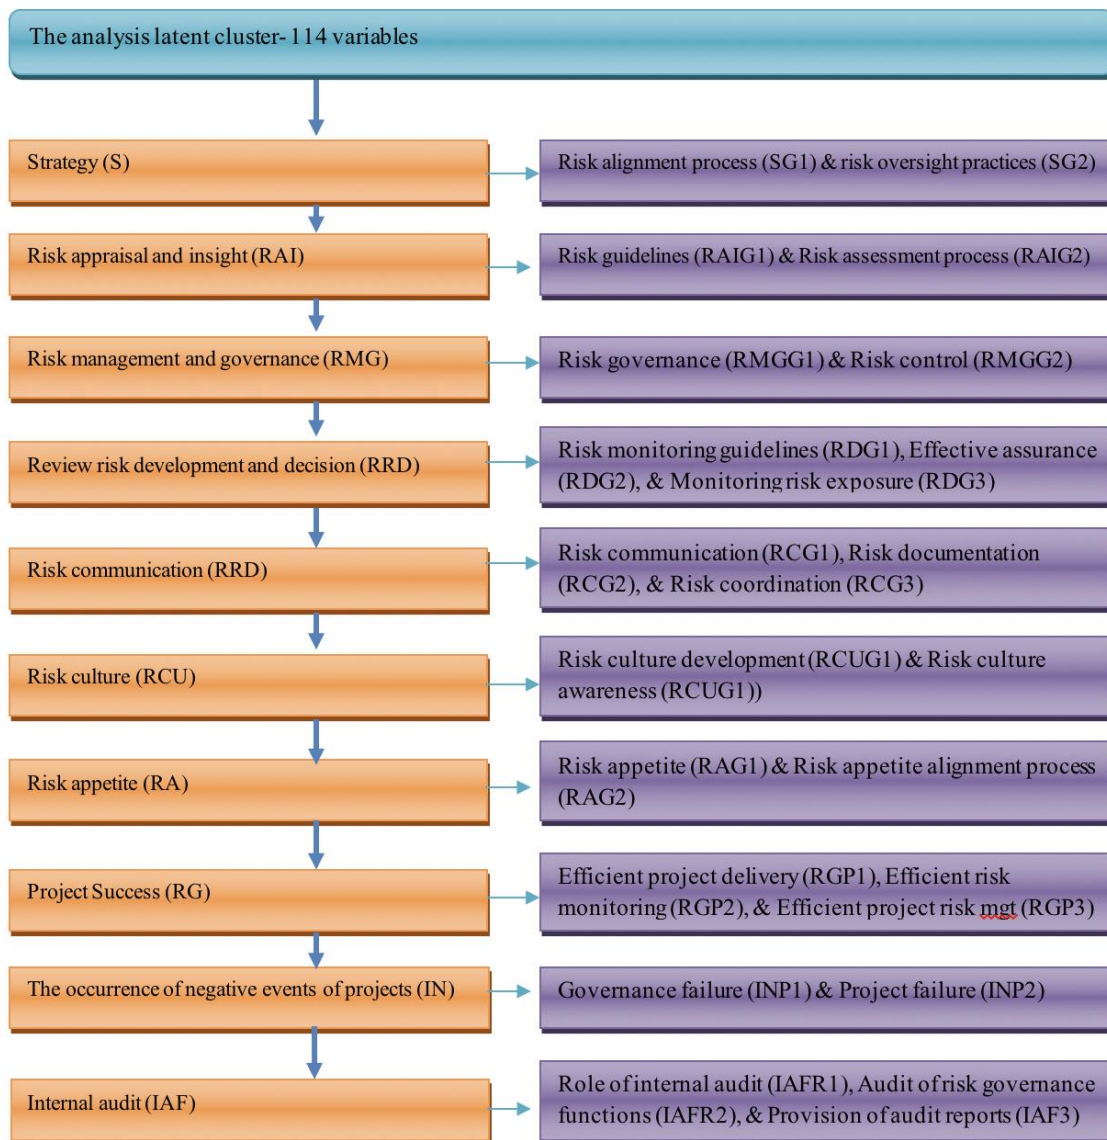 The analysis latent cluster- 114 variables
Strategy (S)
Risk alignment process (SG1) & risk oversight practices (SG2)
Risk appraisal and insight (RAI)
Risk guidelines (RAIG1) & Risk assessment process (RAIG2)
Risk management and governance (RMG)
Risk governance (RMGG1) & Risk control (RMGG2)
Review risk development and decision (RRD)
Risk monitoring guidelines (RDG1), Effective assurance
(RDG2), & Monitoring risk exposure (RDG3)
Risk communication (RRD)
Risk communication (RCG1), Risk documentation
(RCG2), & Risk coordination (RCG3)
Risk culture (RCU)
Risk culture development (RCUG1) & Risk culture
awareness (RCUG1))
Risk appetite (RA)
Risk appetite (RAG1) & Risk appetite alignment process
(RAG2)
Project Success (RG)
Efficient project delivery (RGP1), Efficient risk
monitoring (RGP2), & Efficient project risk mgt (RGP3)
The occurrence of negative events of projects (IN)
Governance failure (INP1) & Project failure (INP2)
Internal audit (IAF)
Role of internal audit (IAFR1), Audit of risk governance
functions (IAFR2), & Provision of audit reports (IAF3)